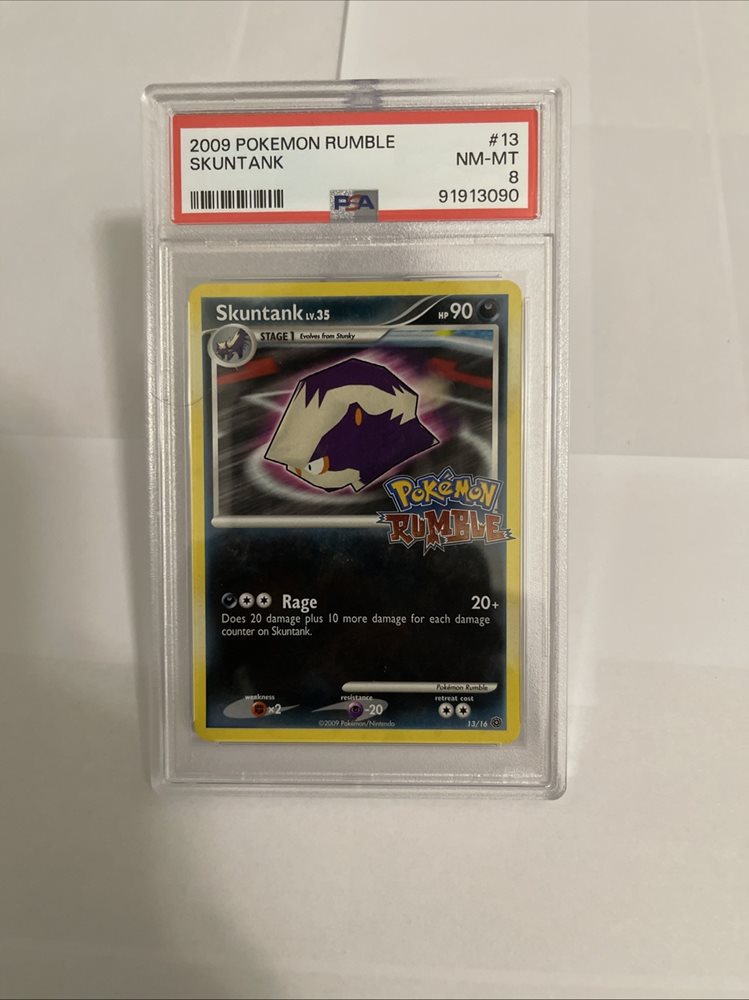 2009 POKEMON RUMBLE #13
SKUNTANK NM-MT
8
PSA 91913090
Skuntank LV.35 HP 90
STAGE 1 Evolves from Stunky
POKéMON
RUMBLE
Rage 20+
Does 20 damage plus 10 more damage for each damage
counter on Skuntank.
Pokémon Rumble
weakness resistance retreat cost
×2 -20
©2009 Pokémon/Nintendo 13/16